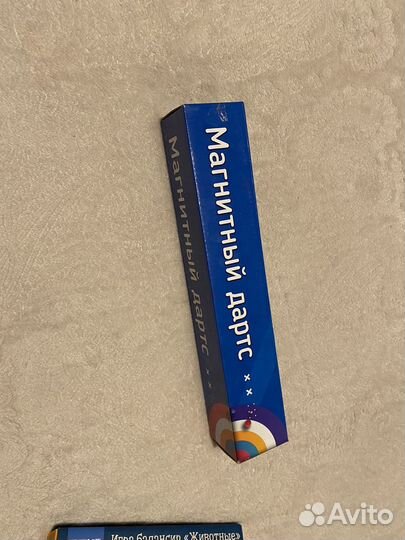 Магнитный дартс
Магнитный дартс
Игра балансир «Животные»
Avito